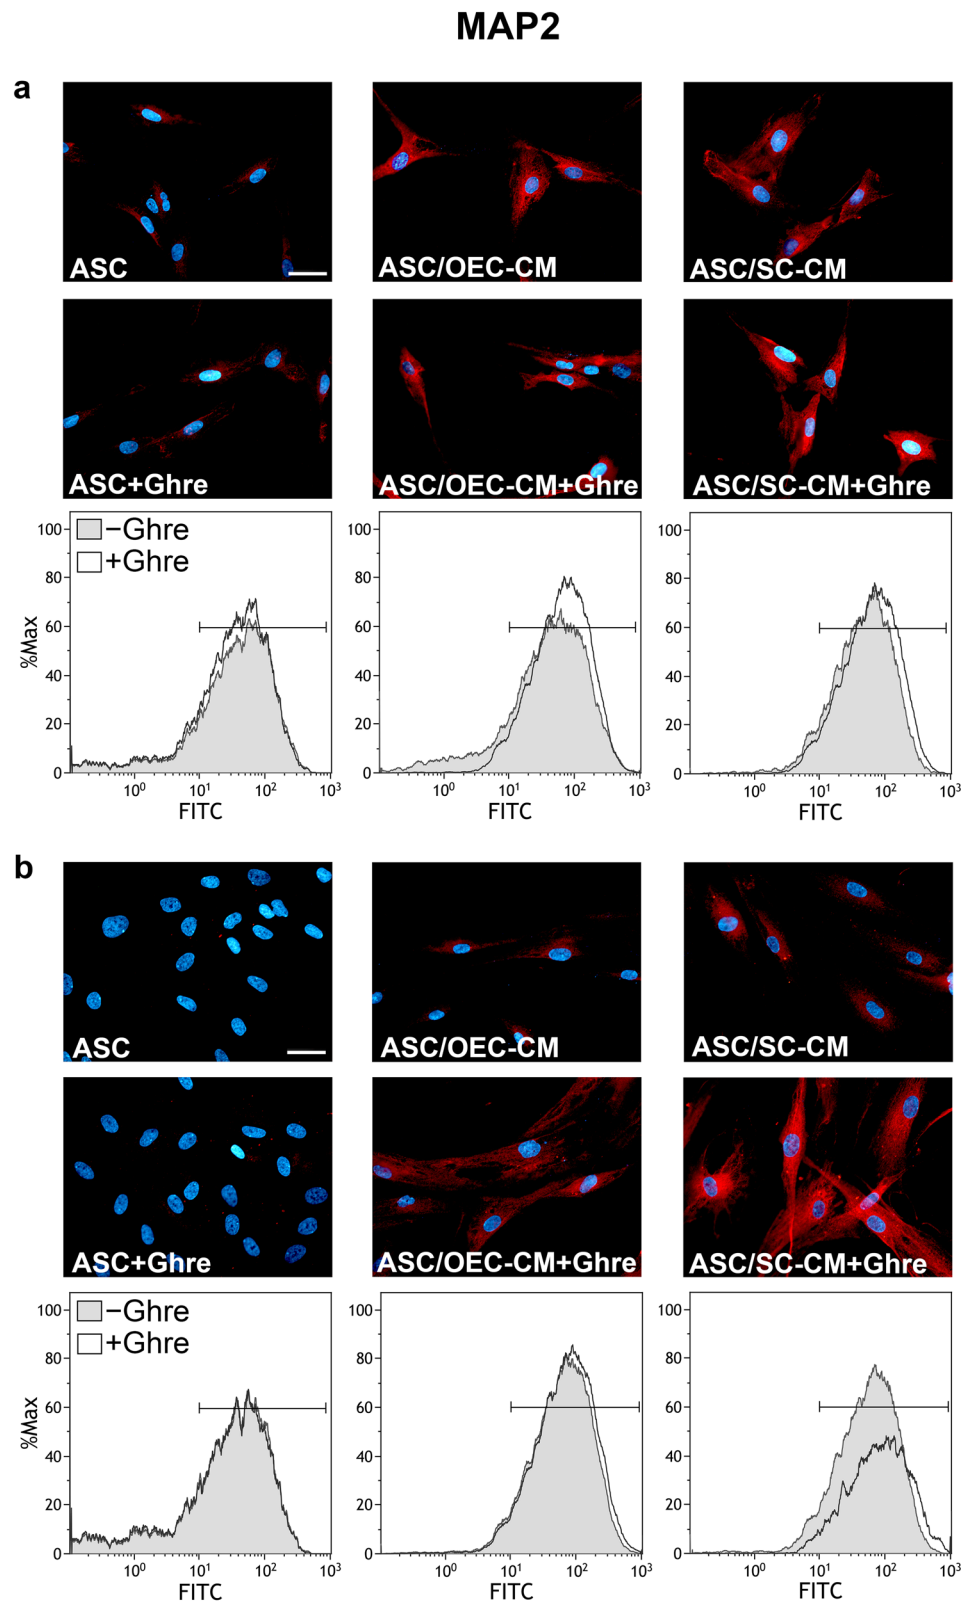 MAP2
a
ASC
ASC/OEC-CM
ASC/SC-CM
ASC+Ghre
ASC/OEC-CM+Ghre
ASC/SC-CM+Ghre
−Ghre
+Ghre
%Max
100
80
60
40
20
0
10⁰ 10¹ 10² 10³
FITC
100
80
60
40
20
0
10⁰ 10¹ 10² 10³
FITC
100
80
60
40
20
0
10⁰ 10¹ 10² 10³
FITC
b
ASC
ASC/OEC-CM
ASC/SC-CM
ASC+Ghre
ASC/OEC-CM+Ghre
ASC/SC-CM+Ghre
−Ghre
+Ghre
%Max
100
80
60
40
20
0
10⁰ 10¹ 10² 10³
FITC
100
80
60
40
20
0
10⁰ 10¹ 10² 10³
FITC
100
80
60
40
20
0
10⁰ 10¹ 10² 10³
FITC